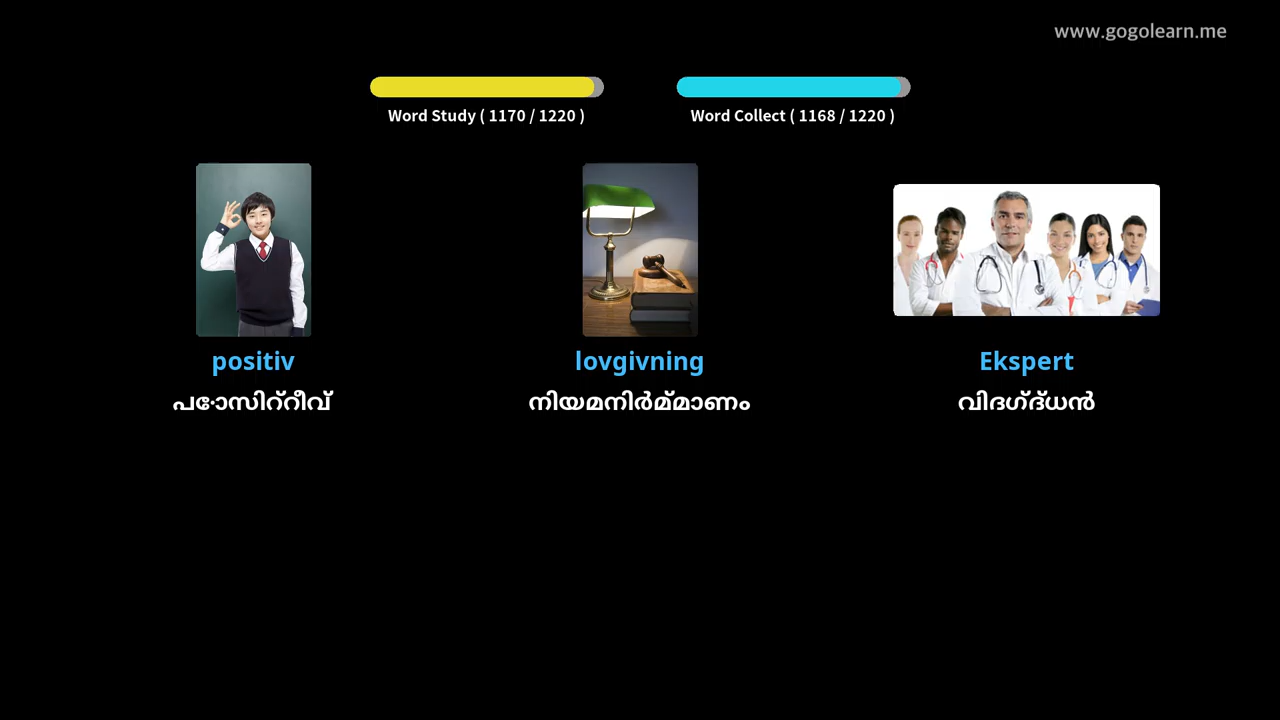 www.gogolearn.me
Word Study ( 1170 / 1220 )
Word Collect ( 1168 / 1220 )
positiv
lovgivning
Ekspert
പോസിറ്റീവ്
നിയമനിർമ്മാണം
വിദഗ്ദ്ധൻ